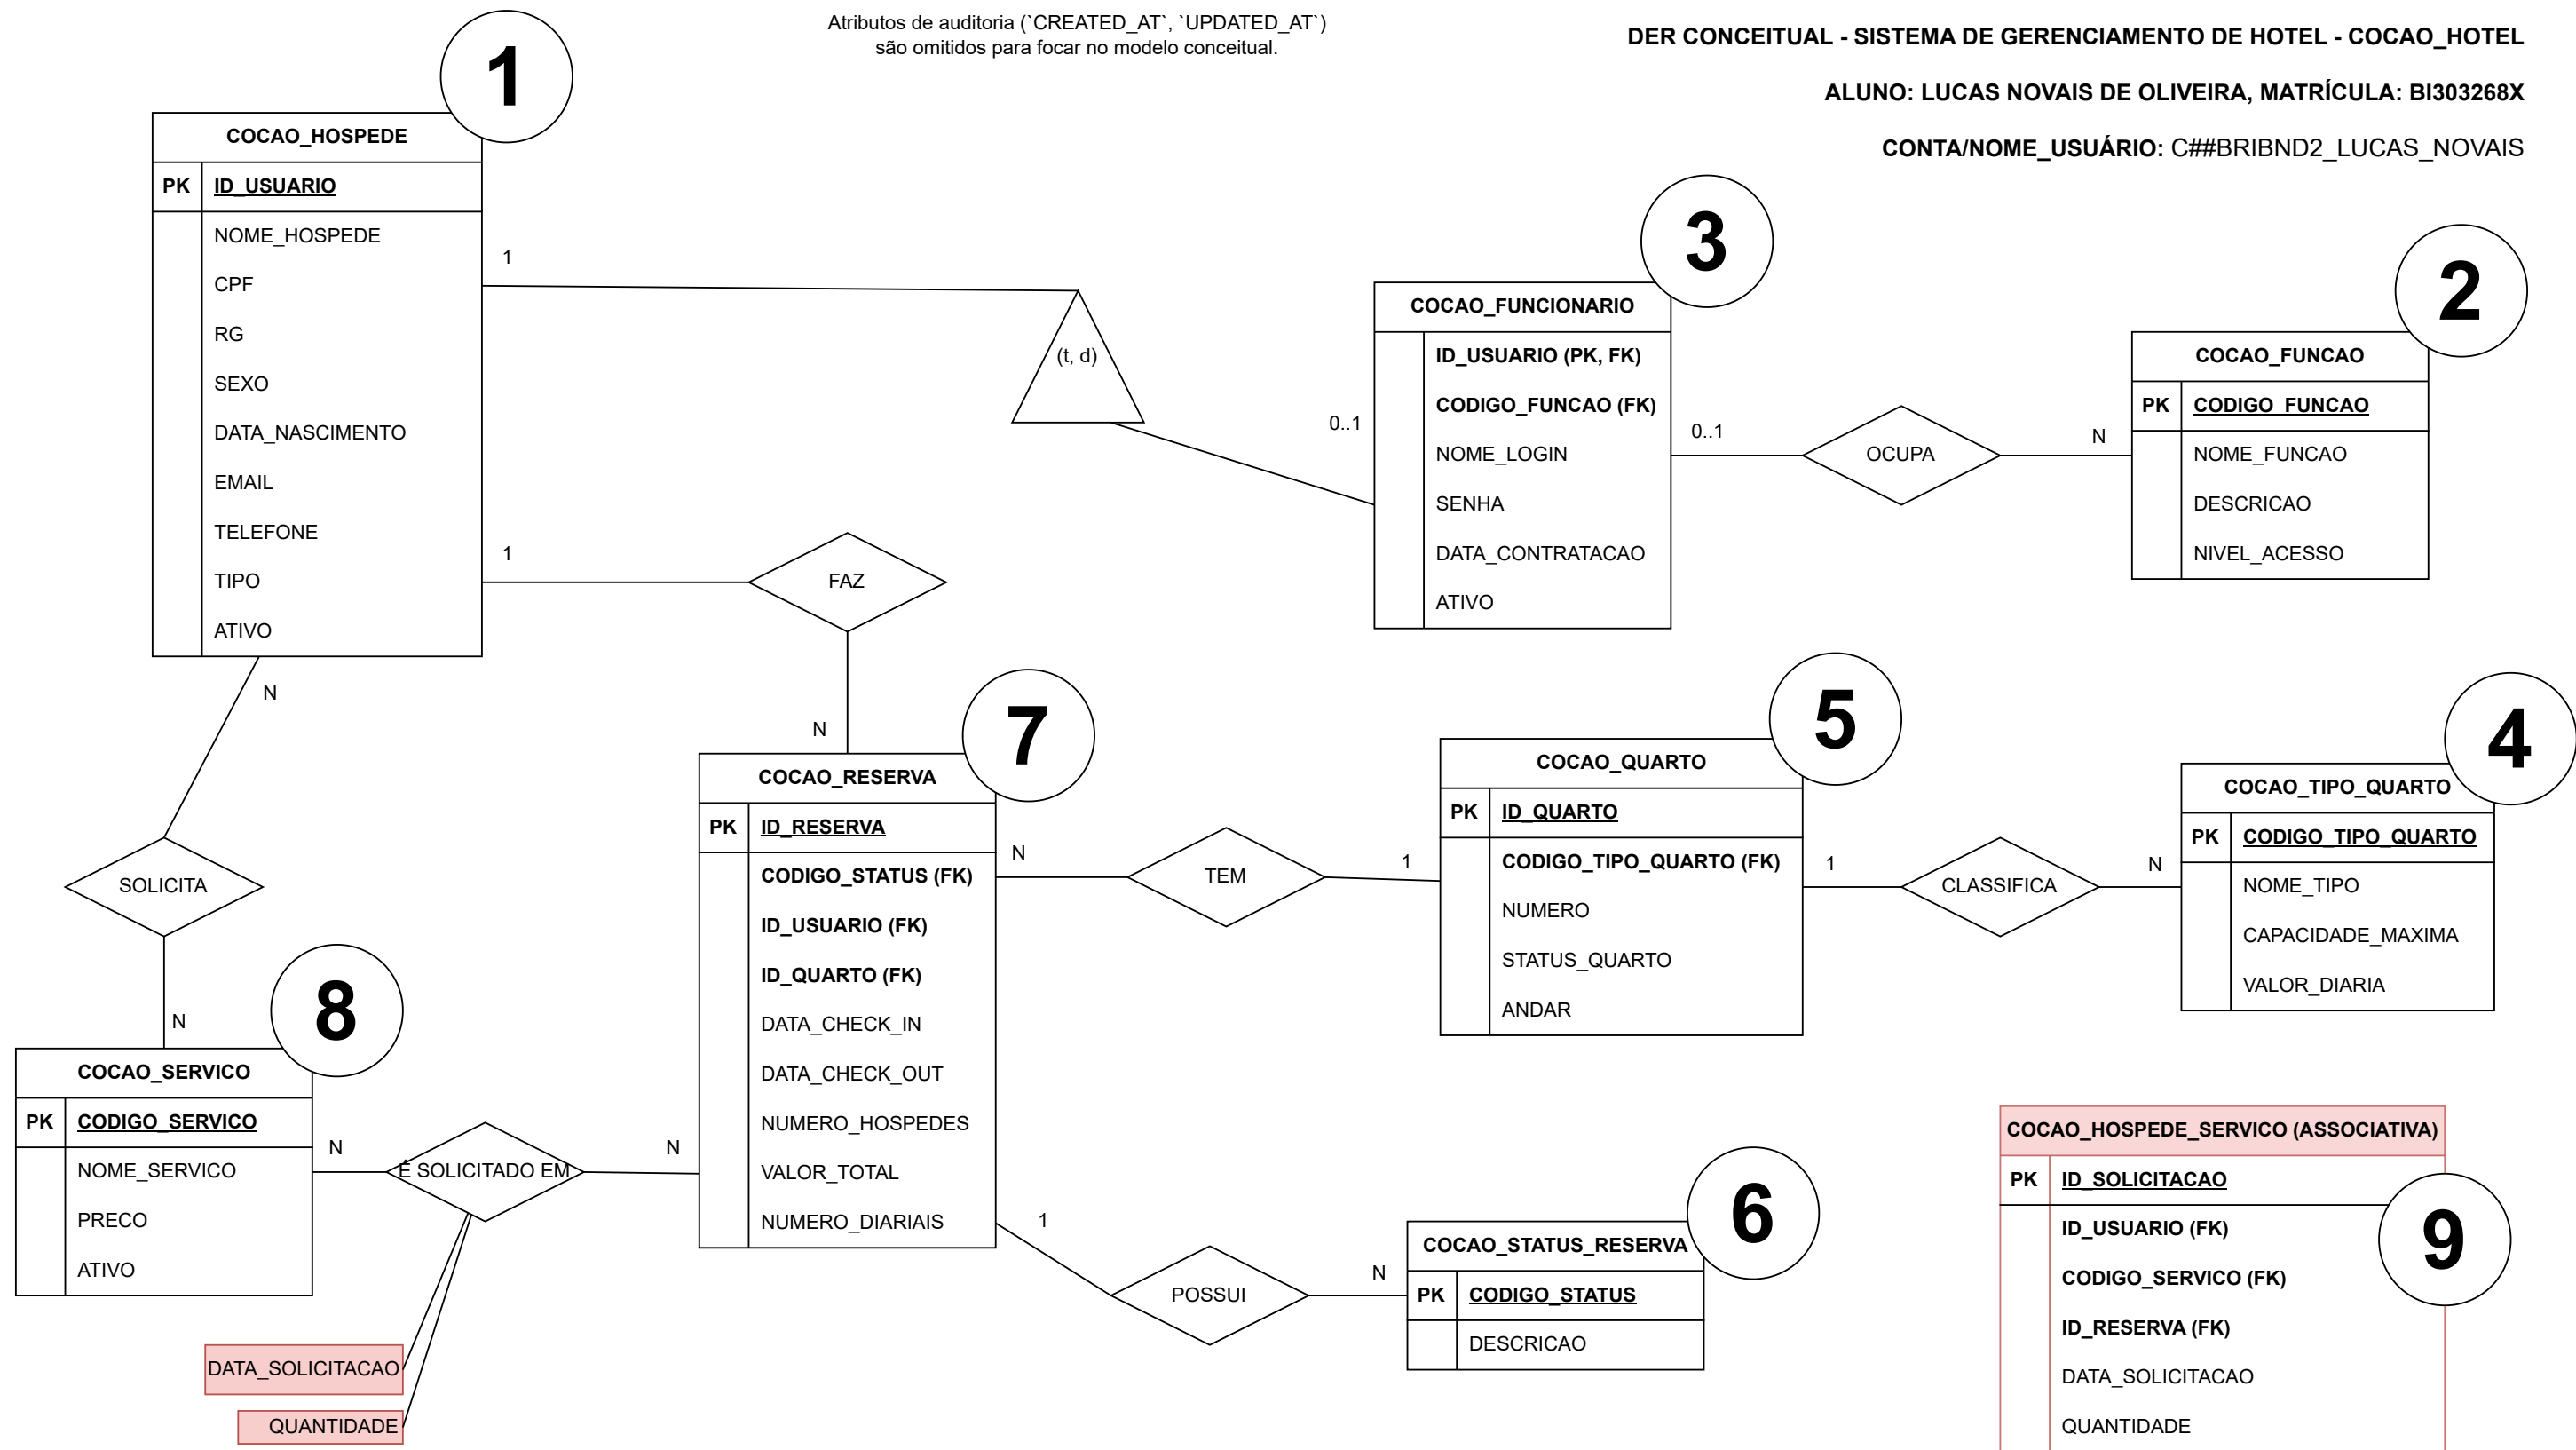 Atributos de auditoria (`CREATED_AT`, `UPDATED_AT`)
são omitidos para focar no modelo conceitual.
DER CONCEITUAL - SISTEMA DE GERENCIAMENTO DE HOTEL - COCAO_HOTEL
ALUNO: LUCAS NOVAIS DE OLIVEIRA, MATRÍCULA: BI303268X
CONTA/NOME_USUÁRIO: C##BRIBND2_LUCAS_NOVAIS
1
COCAO_HOSPEDE
PK ID_USUARIO
NOME_HOSPEDE
CPF
RG
SEXO
DATA_NASCIMENTO
EMAIL
TELEFONE
TIPO
ATIVO
1
(t, d)
0..1
3
COCAO_FUNCIONARIO
ID_USUARIO (PK, FK)
CODIGO_FUNCAO (FK)
NOME_LOGIN
SENHA
DATA_CONTRATACAO
ATIVO
0..1
OCUPA
N
2
COCAO_FUNCAO
PK CODIGO_FUNCAO
NOME_FUNCAO
DESCRICAO
NIVEL_ACESSO
1
FAZ
N
N
SOLICITA
N
7
COCAO_RESERVA
PK ID_RESERVA
CODIGO_STATUS (FK)
ID_USUARIO (FK)
ID_QUARTO (FK)
DATA_CHECK_IN
DATA_CHECK_OUT
NUMERO_HOSPEDES
VALOR_TOTAL
NUMERO_DIARIAIS
N
TEM
1
5
COCAO_QUARTO
PK ID_QUARTO
CODIGO_TIPO_QUARTO (FK)
NUMERO
STATUS_QUARTO
ANDAR
1
CLASSIFICA
N
4
COCAO_TIPO_QUARTO
PK CODIGO_TIPO_QUARTO
NOME_TIPO
CAPACIDADE_MAXIMA
VALOR_DIARIA
8
COCAO_SERVICO
PK CODIGO_SERVICO
NOME_SERVICO
PRECO
ATIVO
N
É SOLICITADO EM
N
DATA_SOLICITACAO
QUANTIDADE
1
POSSUI
N
6
COCAO_STATUS_RESERVA
PK CODIGO_STATUS
DESCRICAO
COCAO_HOSPEDE_SERVICO (ASSOCIATIVA)
PK ID_SOLICITACAO
9
ID_USUARIO (FK)
CODIGO_SERVICO (FK)
ID_RESERVA (FK)
DATA_SOLICITACAO
QUANTIDADE